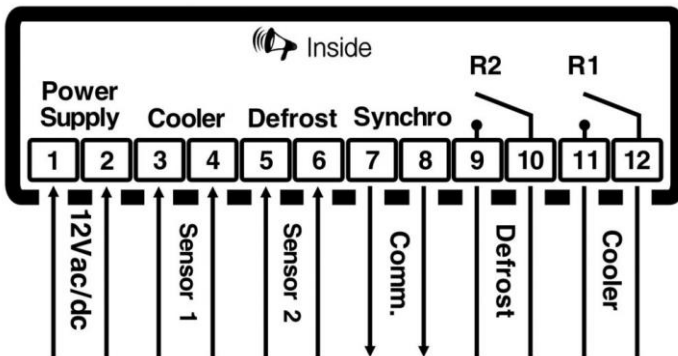 Inside
R2
R1
Power
Supply
Cooler
Defrost
Synchro
1 2 3 4 5 6 7 8 9 10 11 12
12Vac/dc
Sensor 1
Sensor 2
Comm.
Defrost
Cooler